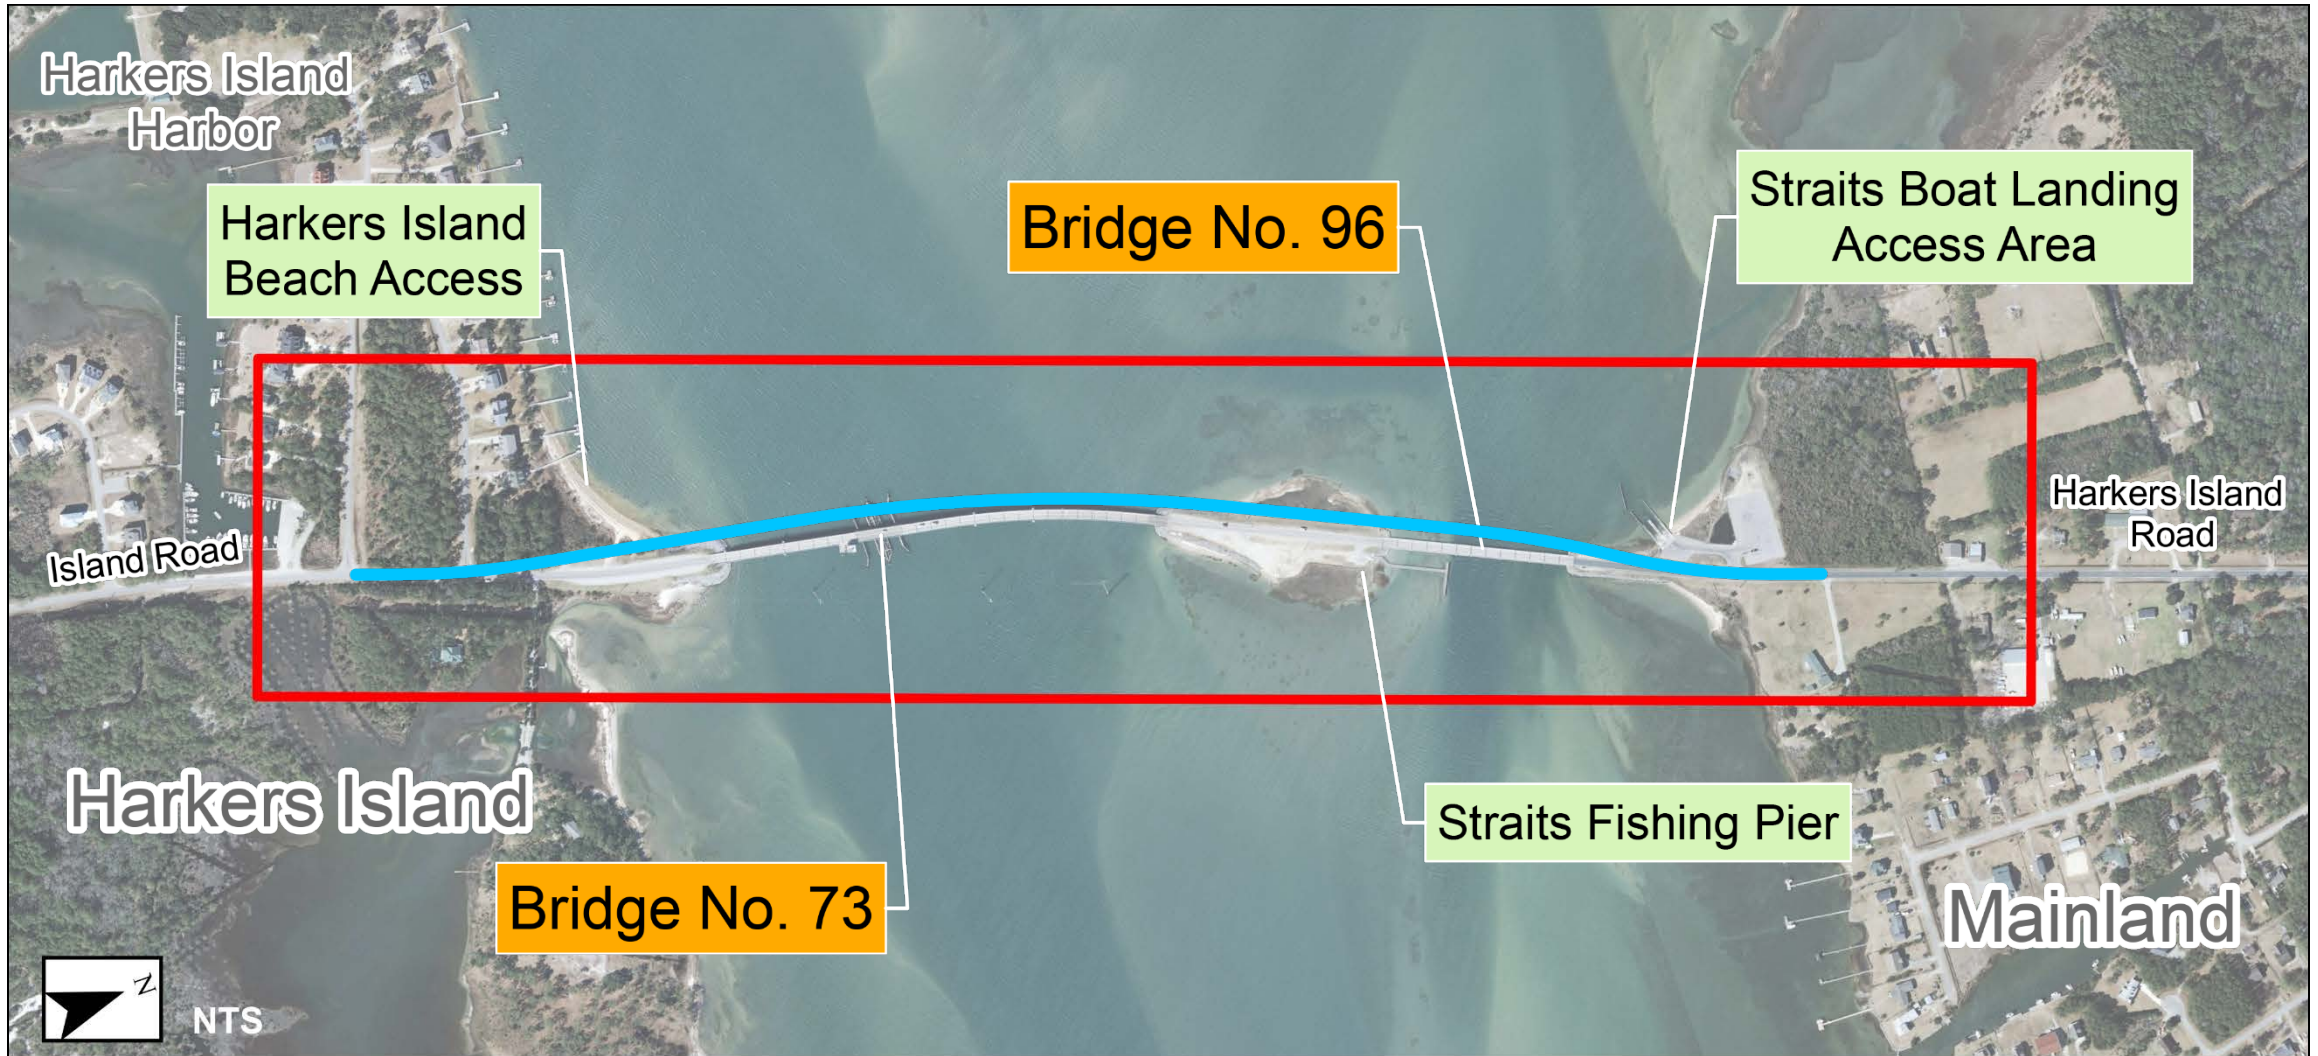 Harkers Island
Harbor
Harkers Island
Beach Access
Bridge No. 96
Straits Boat Landing
Access Area
Harkers Island
Road
Island Road
Harkers Island
Straits Fishing Pier
Bridge No. 73
Mainland
N
NTS